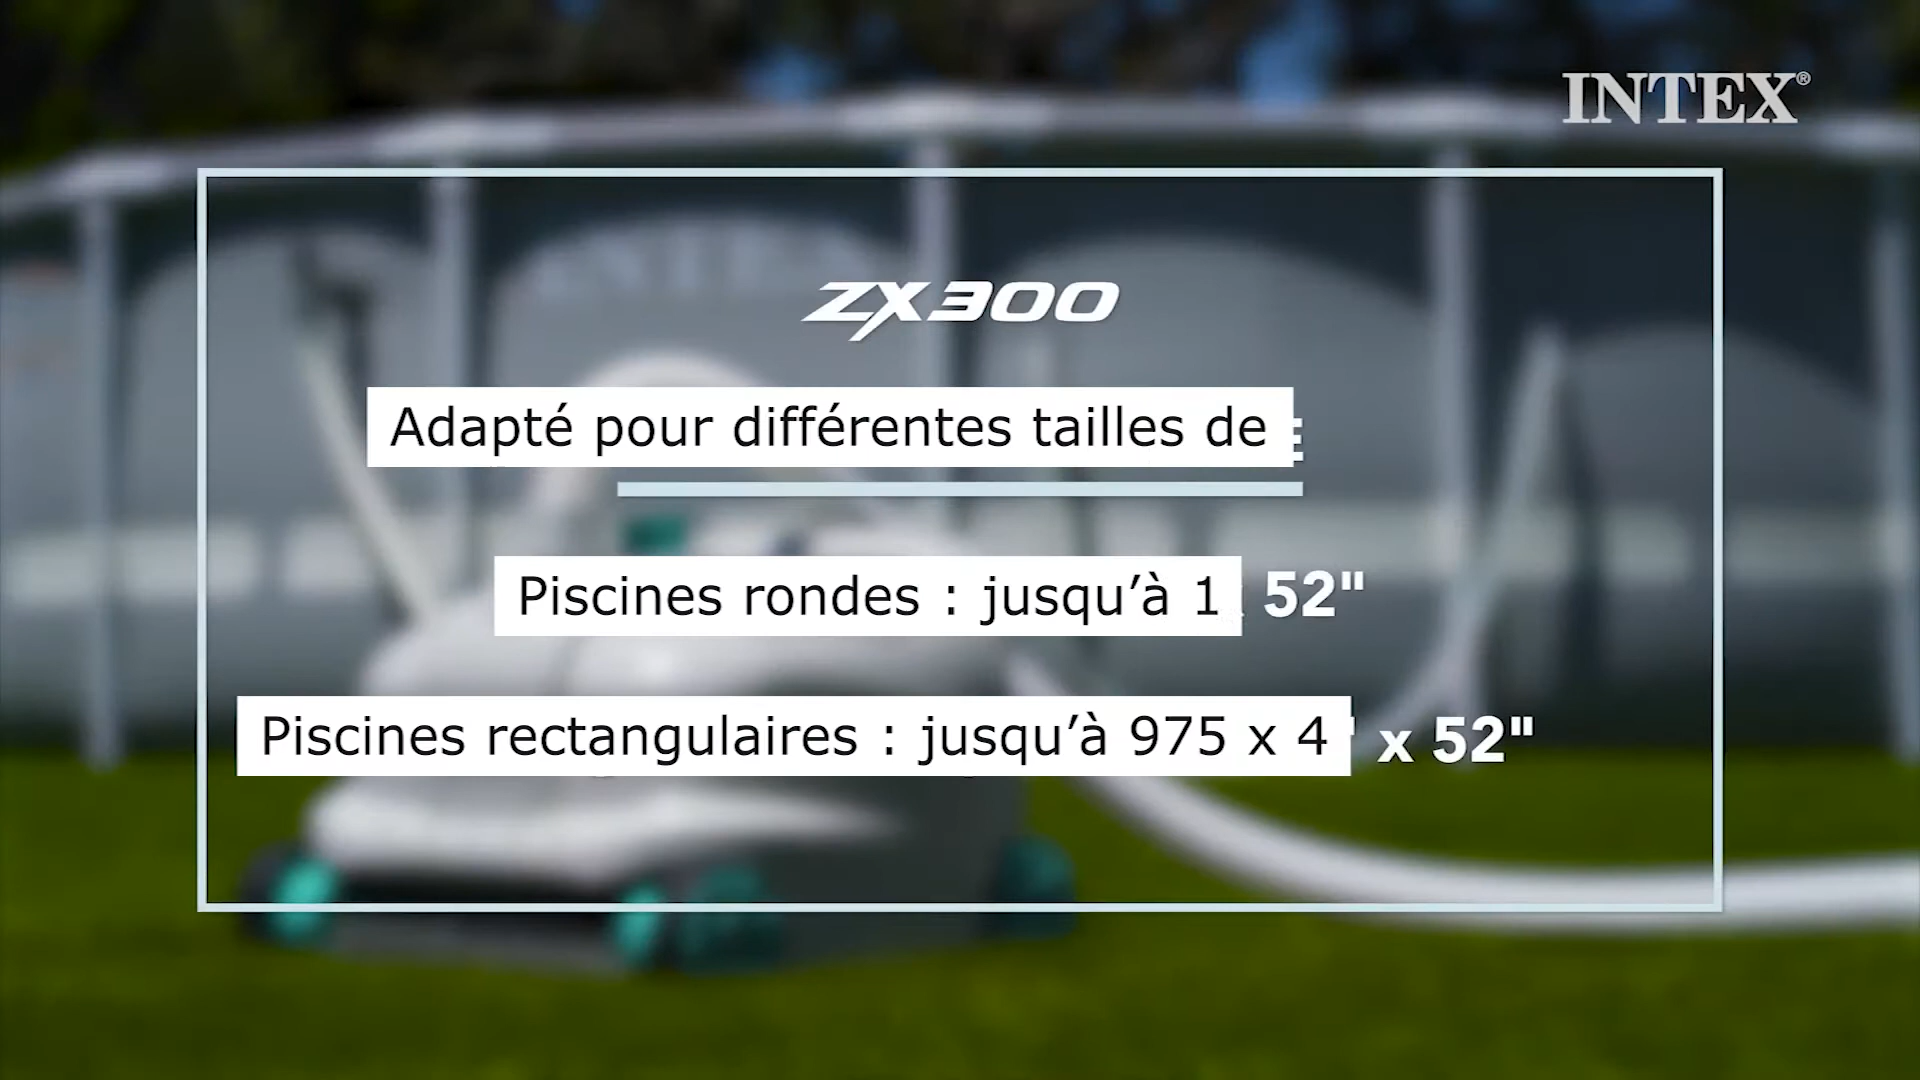 INTEX®
ZX300
Adapté pour différentes tailles de
Piscines rondes : jusqu’à 1 52"
Piscines rectangulaires : jusqu’à 975 x 4 x 52"